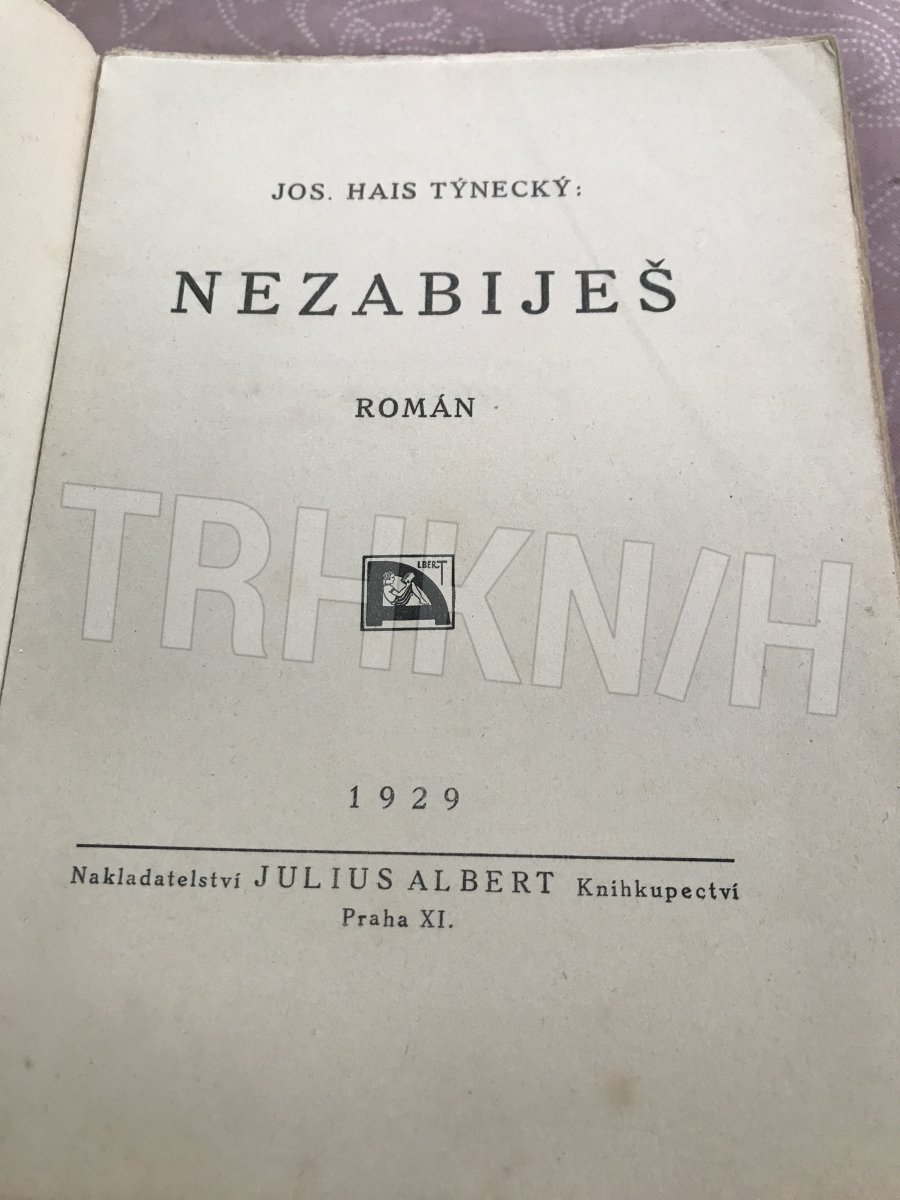 JOS. HAIS TÝNECKÝ:
NEZABIJEŠ
ROMÁN
TRHKNIH
ALBERT
1929
Nakladatelství JULIUS ALBERT Knihkupectví
Praha XI.